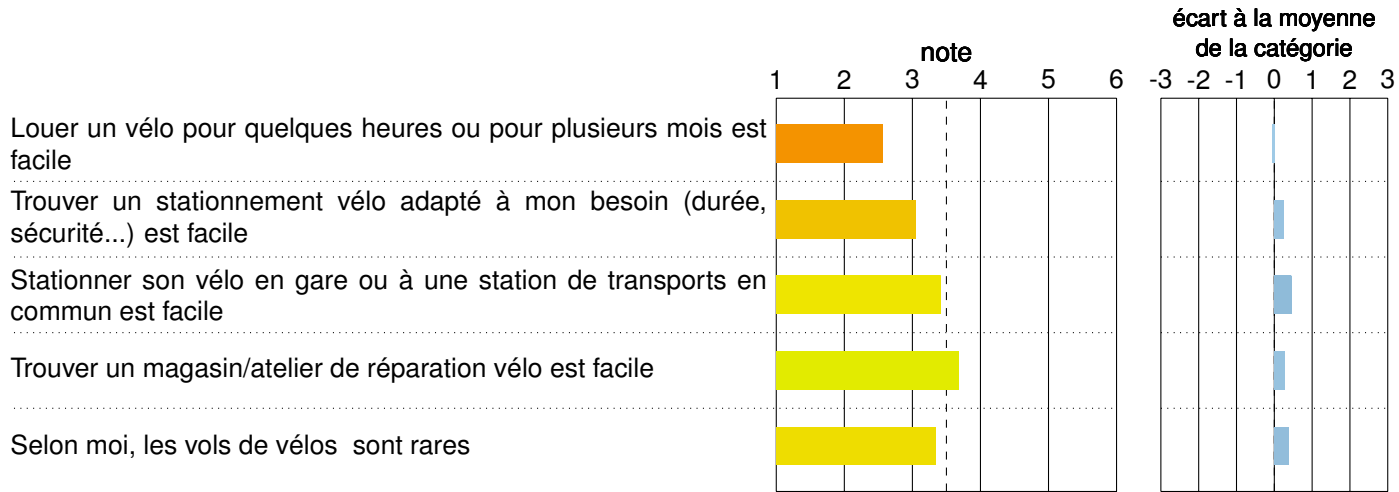 écart à la moyenne
de la catégorie
note
1 2 3 4 5 6
-3 -2 -1 0 1 2 3
Louer un vélo pour quelques heures ou pour plusieurs mois est
facile
Trouver un stationnement vélo adapté à mon besoin (durée,
sécurité...) est facile
Stationner son vélo en gare ou à une station de transports en
commun est facile
Trouver un magasin/atelier de réparation vélo est facile
Selon moi, les vols de vélos sont rares